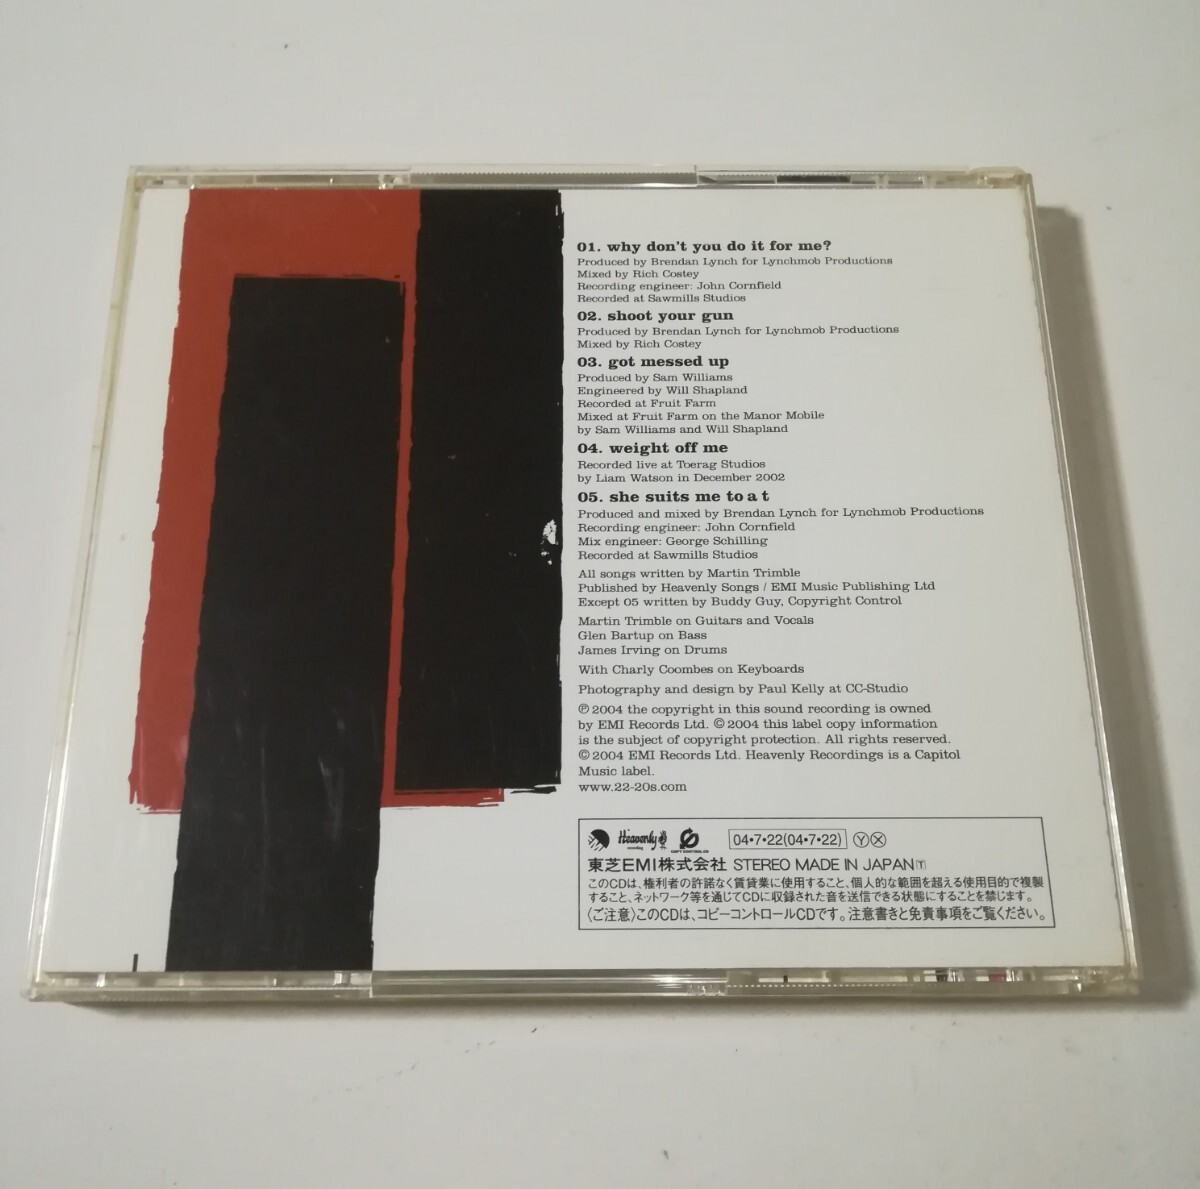 01. why don't you do it for me?
Produced by Brendan Lynch for Lynchmob Productions
Mixed by Rich Costey
Recording engineer: John Cornfield
Recorded at Sawmills Studios
02. shoot your gun
Produced by Brendan Lynch for Lynchmob Productions
Mixed by Rich Costey
03. got messed up
Produced by Sam Williams
Engineered by Will Shapland
Recorded at Fruit Farm
Mixed at Fruit Farm on the Manor Mobile
by Sam Williams and Will Shapland
04. weight off me
Recorded live at Toerag Studios
by Liam Watson in December 2002
05. she suits me to a t
Produced and mixed by Brendan Lynch for Lynchmob Productions
Recording engineer: John Cornfield
Mix engineer: George Schilling
Recorded at Sawmills Studios
All songs written by Martin Trimble
Published by Heavenly Songs / EMI Music Publishing Ltd
Except 05 written by Buddy Guy, Copyright Control
Martin Trimble on Guitars and Vocals
Glen Bartup on Bass
James Irving on Drums
With Charly Coombes on Keyboards
Photography and design by Paul Kelly at CC-Studio
℗ 2004 the copyright in this sound recording is owned
by EMI Records Ltd. © 2004 this label copy information
is the subject of copyright protection. All rights reserved.
© 2004 EMI Records Ltd. Heavenly Recordings is a Capitol
Music label.
www.22-20s.com
Heavenly recordings COPY CONTROL CD 04•7•22(04•7•22) Ⓨ Ⓧ
東芝EMI株式会社 STEREO MADE IN JAPAN T
このCDは、権利者の許諾なく賃貸業に使用すること、個人的な範囲を超える使用目的で複製
すること、ネットワーク等を通じてCDに収録された音を送信できる状態にすることを禁じます。
〈ご注意〉このCDは、コピーコントロールCDです。注意書きと免責事項をご覧ください。